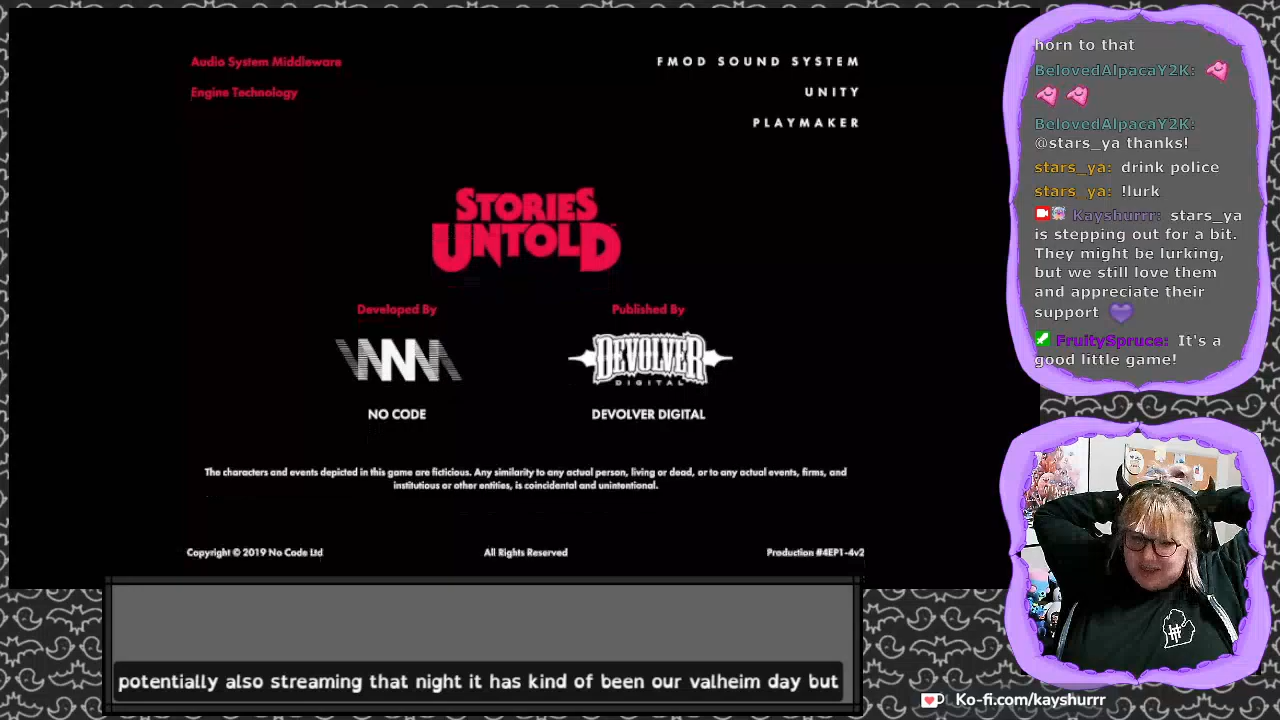 Audio System Middleware
FMOD SOUND SYSTEM
Engine Technology
UNITY
PLAYMAKER
STORIES
UNTOLD
Developed By
Published By
DEVOLVER
DIGITAL
NO CODE
DEVOLVER DIGITAL
The characters and events depicted in this game are ficticious. Any similarity to any actual person, living or dead, or to any actual events, firms, and
institutious or other entities, is coincidental and unintentional.
Copyright © 2019 No Code Ltd
All Rights Reserved
Production #4EP1-4v2
potentially also streaming that night it has kind of been our valheim day but
horn to that
BelovedAlpacaY2K:
BelovedAlpacaY2K:
@stars_ya thanks!
stars_ya: drink police
stars_ya: !lurk
Kayshurrr: stars_ya
is stepping out for a bit.
They might be lurking,
but we still love them
and appreciate their
support
FruitySpruce: It's a
good little game!
Ko-fi.com/kayshurrr